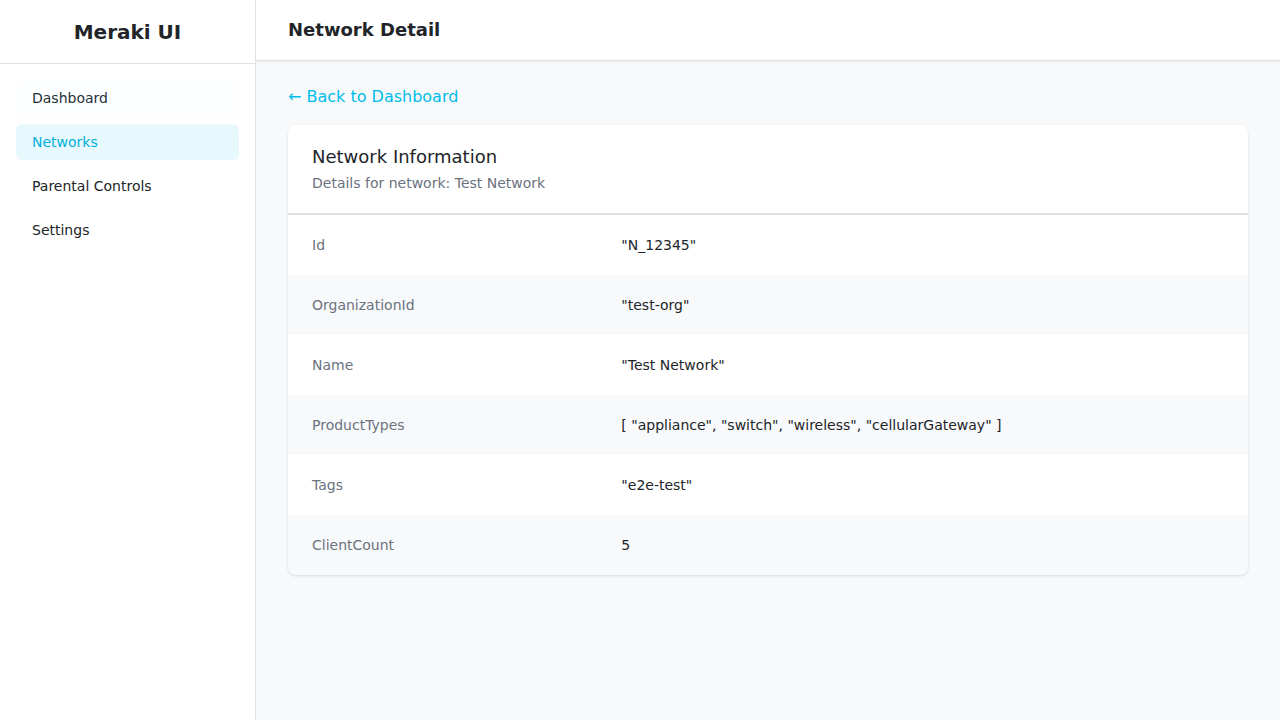 Meraki UI
Dashboard
Networks
Parental Controls
Settings
Network Detail
← Back to Dashboard
Network Information
Details for network: Test Network
Id "N_12345"
OrganizationId "test-org"
Name "Test Network"
ProductTypes [ "appliance", "switch", "wireless", "cellularGateway" ]
Tags "e2e-test"
ClientCount 5